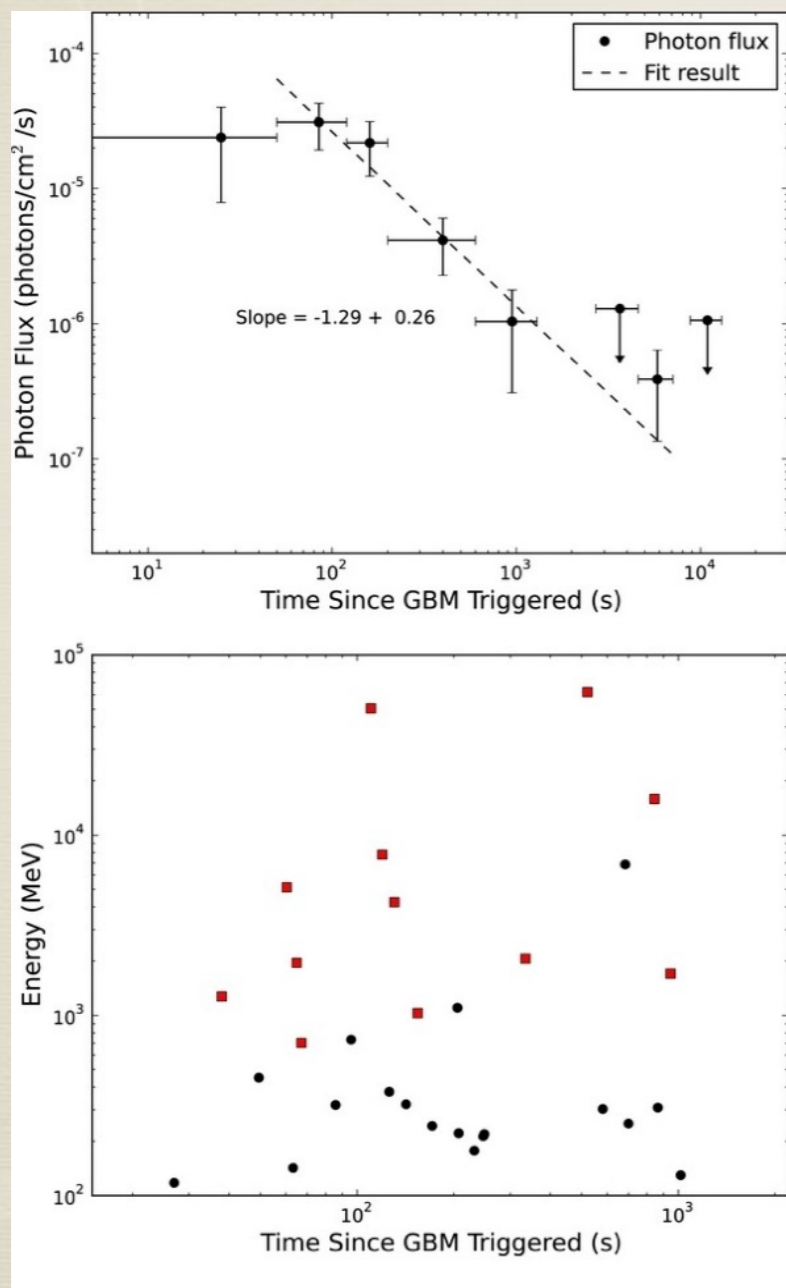 10⁻⁴
10⁻⁵
10⁻⁶
10⁻⁷
Photon Flux (photons/cm² /s)
Photon flux
Fit result
Slope = -1.29 + 0.26
10¹
10²
10³
10⁴
Time Since GBM Triggered (s)
10⁵
10⁴
10³
10²
Energy (MeV)
10²
10³
Time Since GBM Triggered (s)